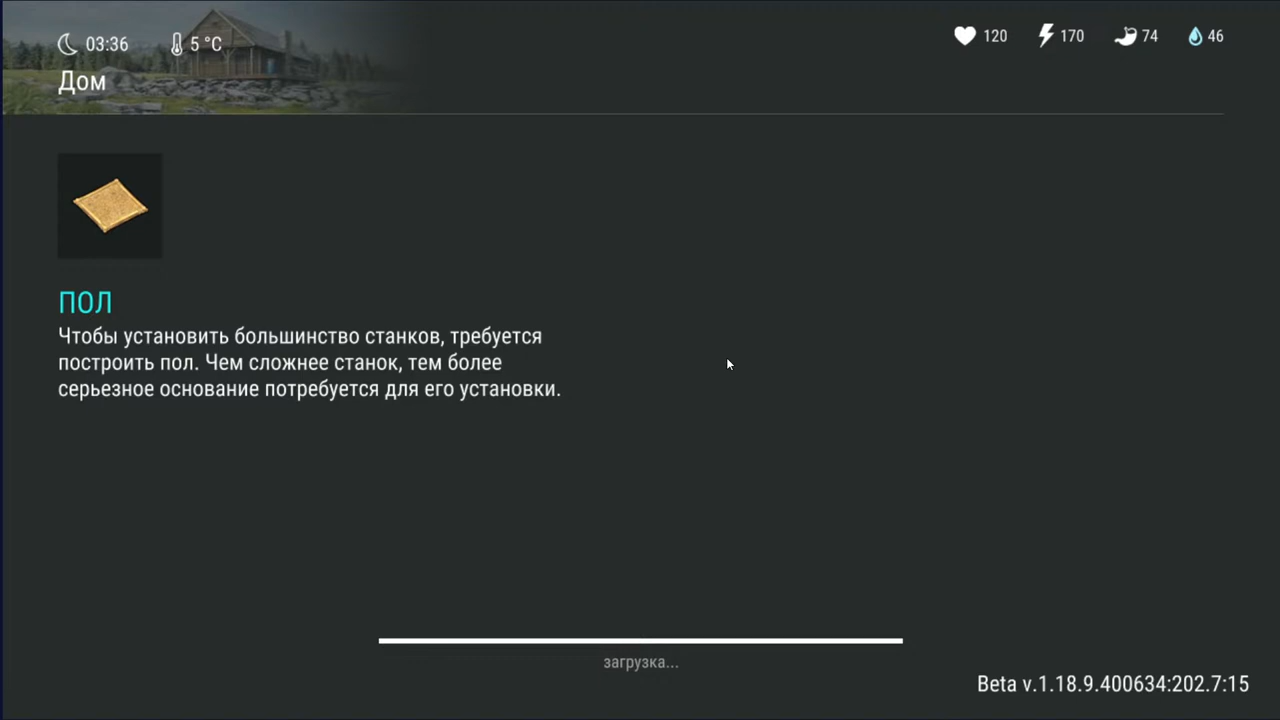 03:36 5 °C 120 170 74 46
Дом
ПОЛ
Чтобы установить большинство станков, требуется
построить пол. Чем сложнее станок, тем более
серьезное основание потребуется для его установки.
загрузка...
Beta v.1.18.9.400634:202.7:15